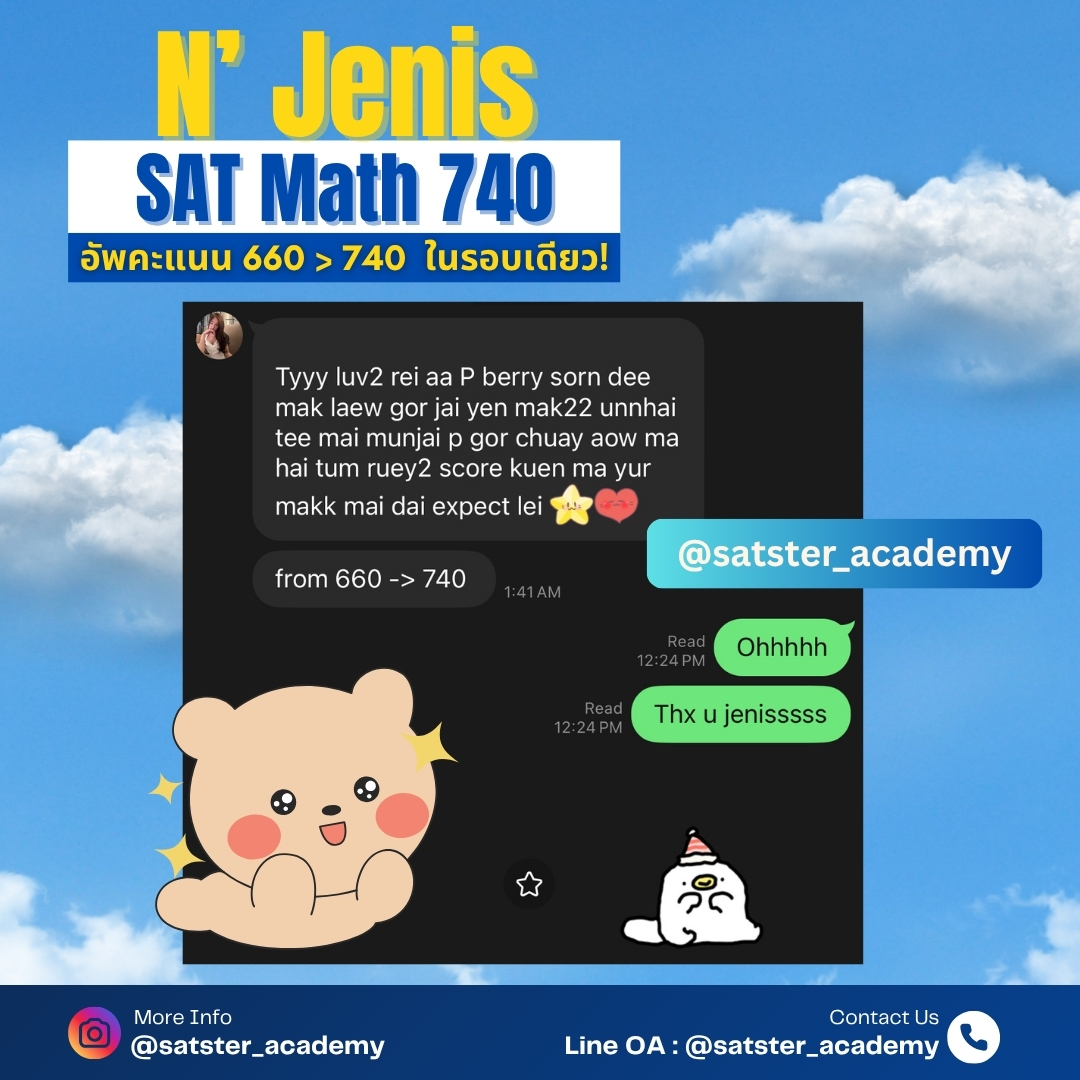 N’ Jenis
SAT Math 740
อัพคะแนน 660 > 740 ในรอบเดียว!
Tyyy luv2 rei aa P berry sorn dee
mak laew gor jai yen mak22 unnhai
tee mai munjai p gor chuay aow ma
hai tum ruey2 score kuen ma yur
makk mai dai expect lei
from 660 -> 740
1:41 AM
@satster_academy
Read
12:24 PM
Ohhhhh
Read
12:24 PM
Thx u jenisssss
More Info
@satster_academy
Contact Us
Line OA : @satster_academy